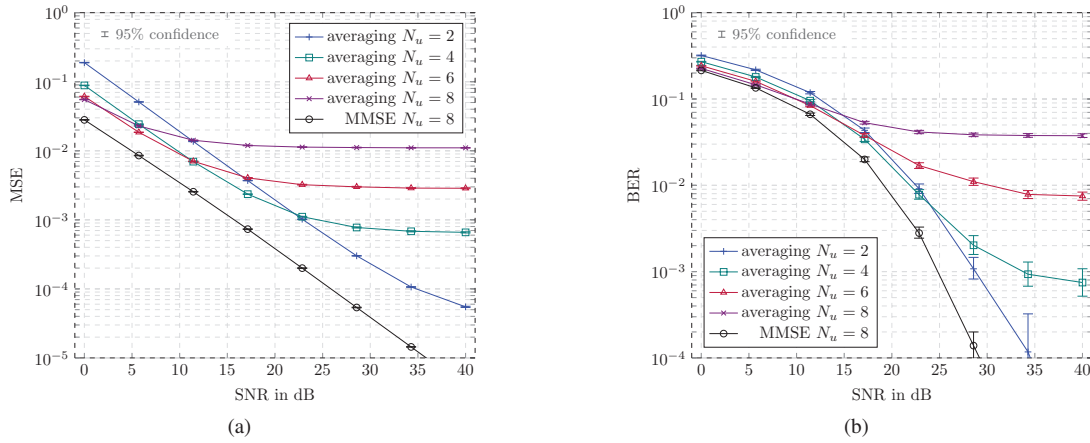 10^0
10^-1
10^-2
10^-3
10^-4
10^-5
MSE
95% confidence
averaging N_u = 2
averaging N_u = 4
averaging N_u = 6
averaging N_u = 8
MMSE N_u = 8
0 5 10 15 20 25 30 35 40
SNR in dB
(a)
10^0
10^-1
10^-2
10^-3
10^-4
BER
95% confidence
averaging N_u = 2
averaging N_u = 4
averaging N_u = 6
averaging N_u = 8
MMSE N_u = 8
0 5 10 15 20 25 30 35 40
SNR in dB
(b)